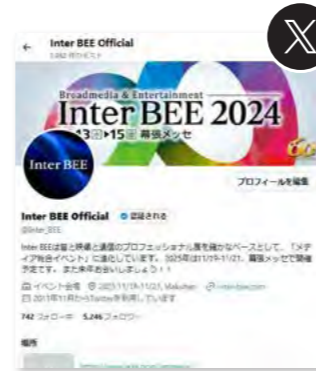 Inter BEE Official
Broadmedia & Entertainment
Inter BEE 2024
13水▶15金 幕張メッセ
Inter BEE
プロフィールを編集
Inter BEE Official 認証される
@Inter_BEE
Inter BEEは音と映像と通信のプロフェッショナル展を確かなベースとして、「メデ
ィア総合イベント」に進化しています。 2025年は11/19-11/21、幕張メッセで開催
予定です。また来年お会いしましょう！！
イベント会場 2025/11/19-11/21, Makuhari inter-bee.com
2011年11月からTwitterを利用しています
742 フォロー中 5,246 フォロワー
場所